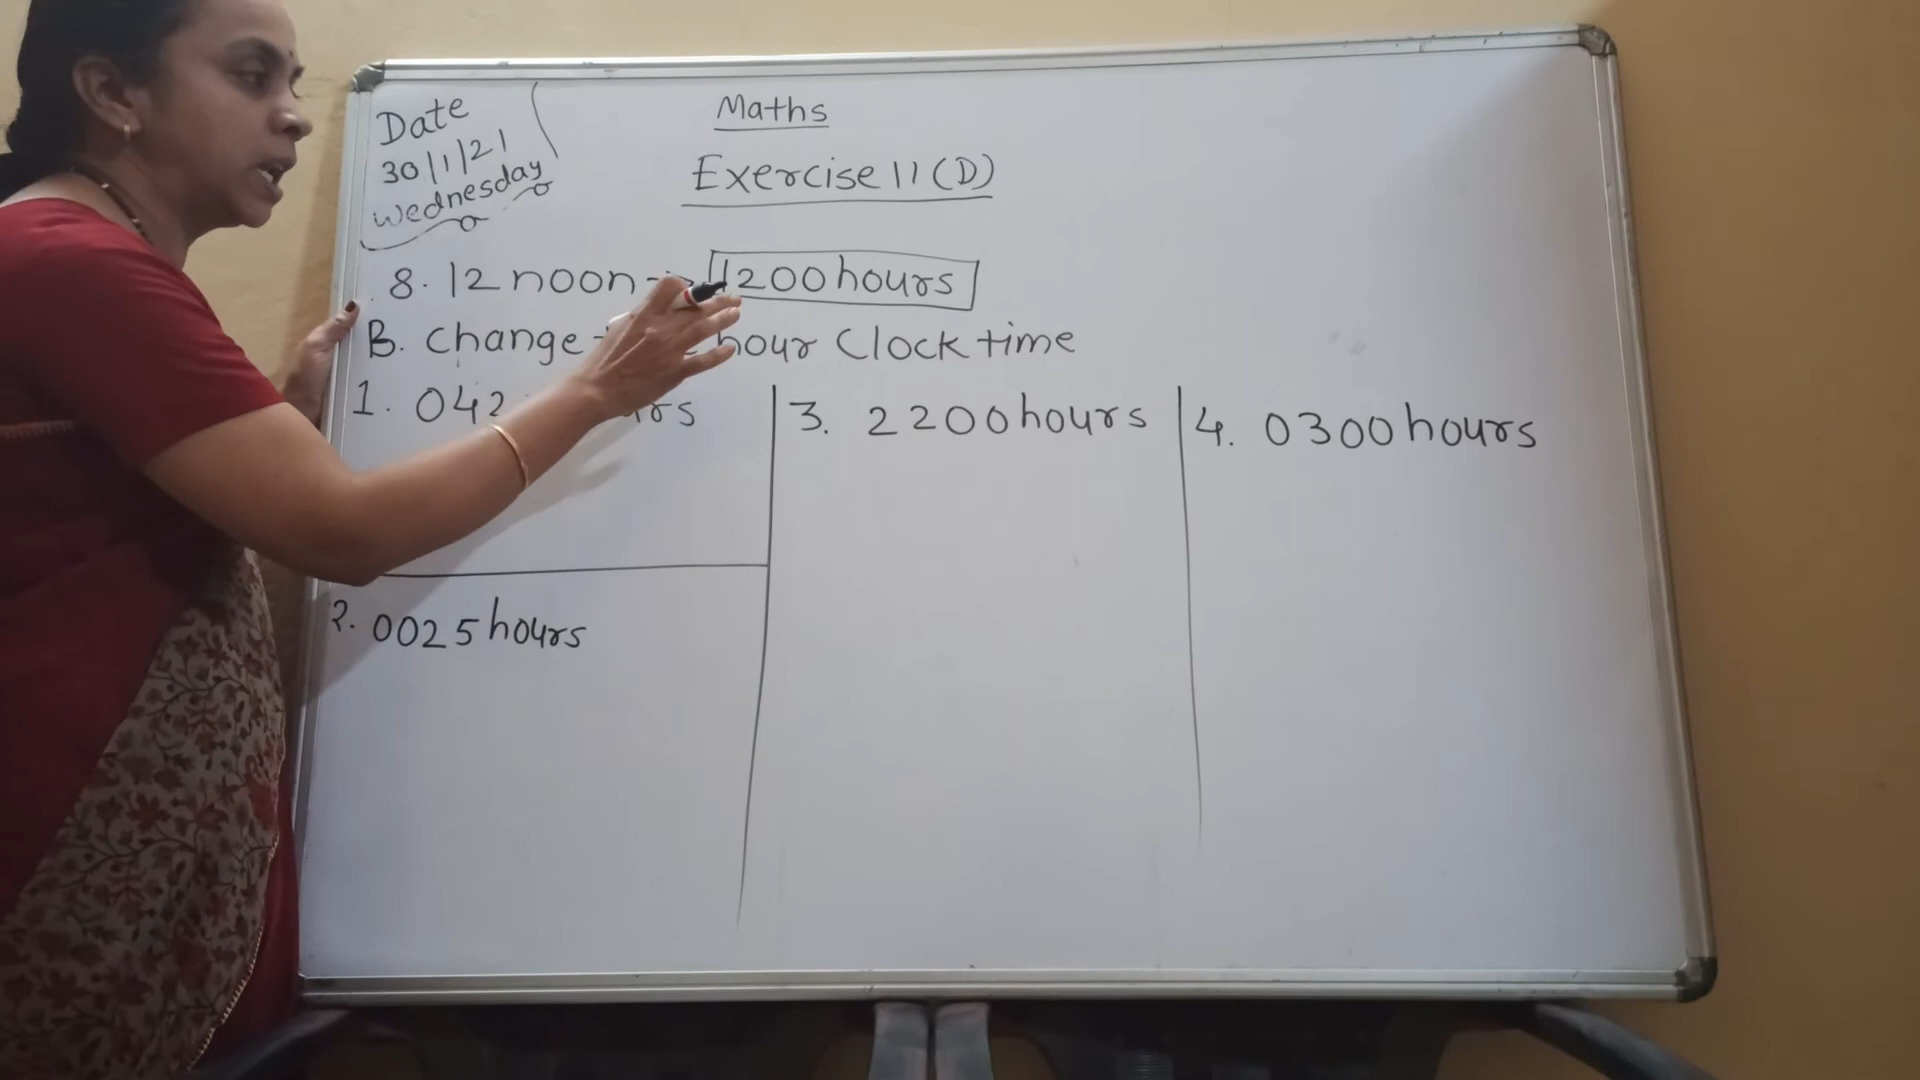 Date
30/1/21
Wednesday
Maths
Exercise 11 (D)
8. 12 noon → 1200 hours
B. Change hour Clock time
1. 042
2. 0025 hours
3. 2200 hours
4. 0300 hours